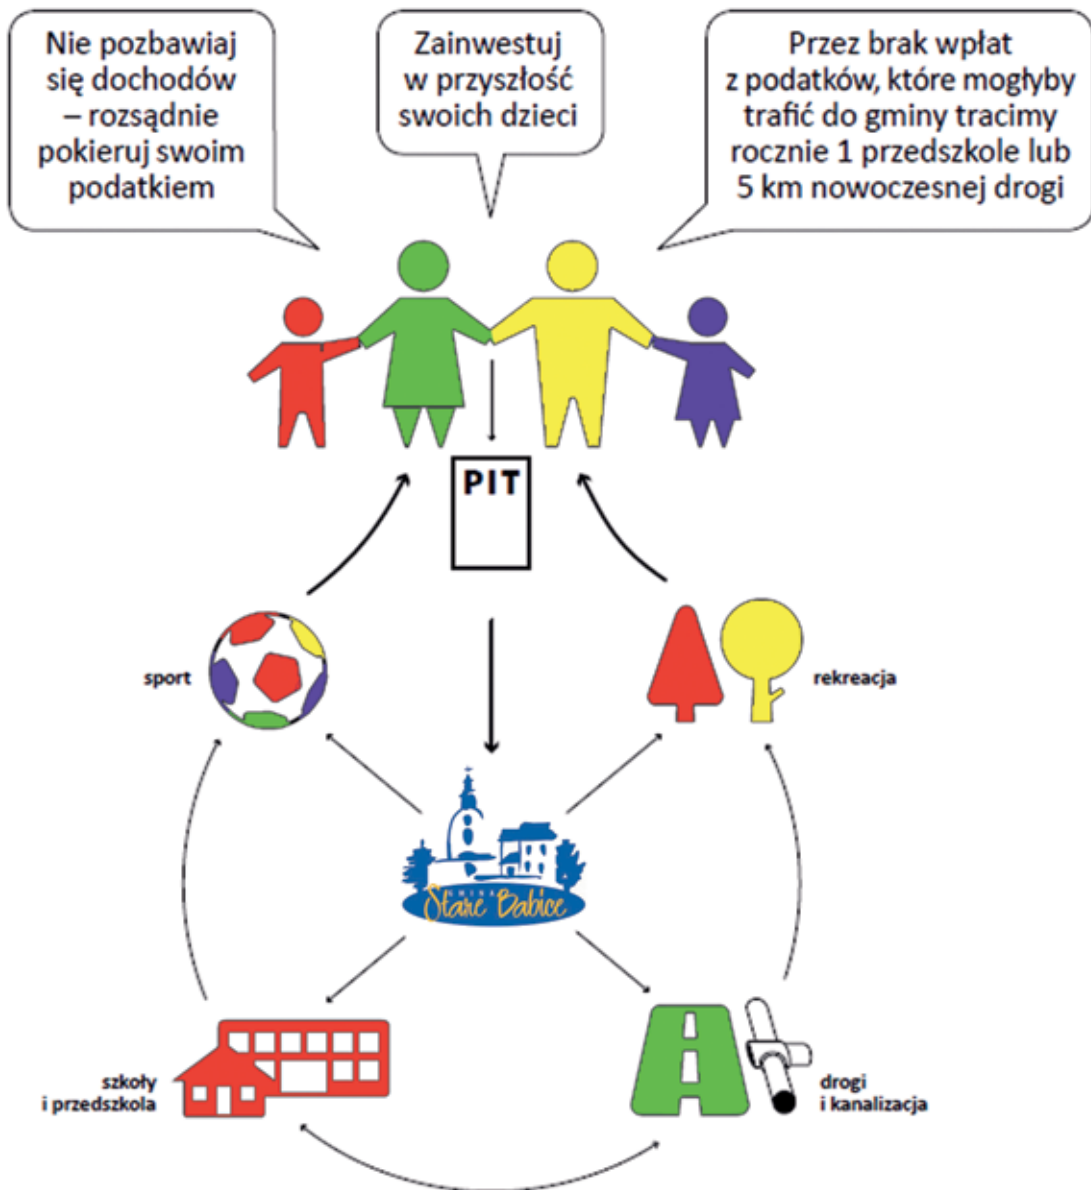 Nie pozbawiaj
się dochodów
– rozsądnie
pokieruj swoim
podatkiem
Zainwestuj
w przyszłość
swoich dzieci
Przez brak wpłat
z podatków, które mogłyby
trafić do gminy tracimy
rocznie 1 przedszkole lub
5 km nowoczesnej drogi
PIT
sport
rekreacja
GMINA
Stare Babice
szkoły
i przedszkola
drogi
i kanalizacja